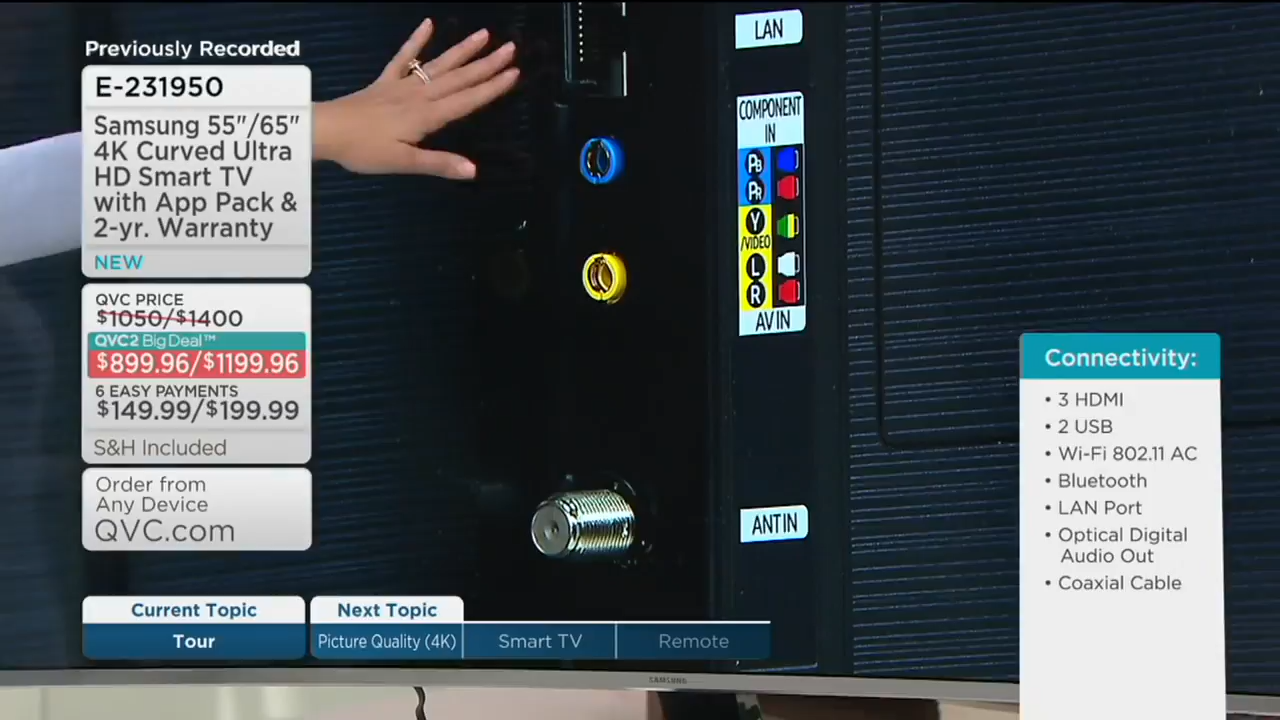 Previously Recorded
E-231950
Samsung 55"/65"
4K Curved Ultra
HD Smart TV
with App Pack &
2-yr. Warranty
NEW
QVC PRICE
$1050/$1400
QVC2 Big Deal™
$899.96/$1199.96
6 EASY PAYMENTS
$149.99/$199.99
S&H Included
Order from
Any Device
QVC.com
LAN
COMPONENT
IN
PB
PR
Y
/VIDEO
L
R
AV IN
ANT IN
Connectivity:
• 3 HDMI
• 2 USB
• Wi-Fi 802.11 AC
• Bluetooth
• LAN Port
• Optical Digital
Audio Out
• Coaxial Cable
Current Topic
Next Topic
Tour
Picture Quality (4K)
Smart TV
Remote
SAMSUNG